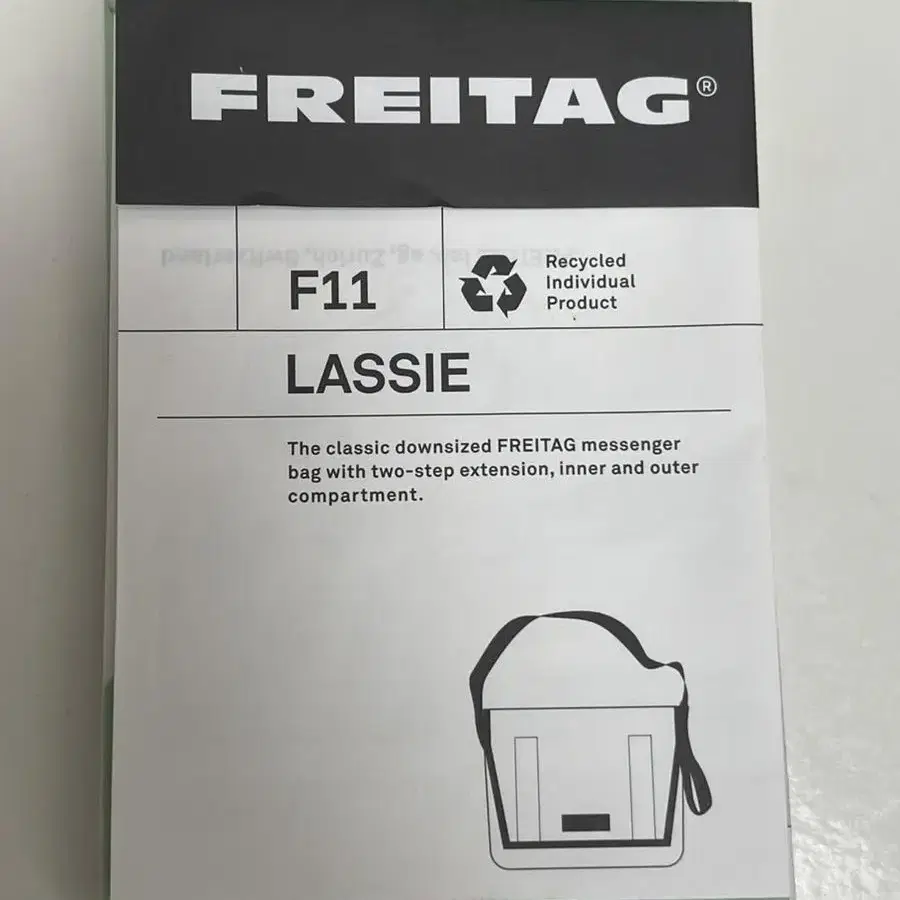 FREITAG®
F11
Recycled
Individual
Product
LASSIE
The classic downsized FREITAG messenger
bag with two-step extension, inner and outer
compartment.